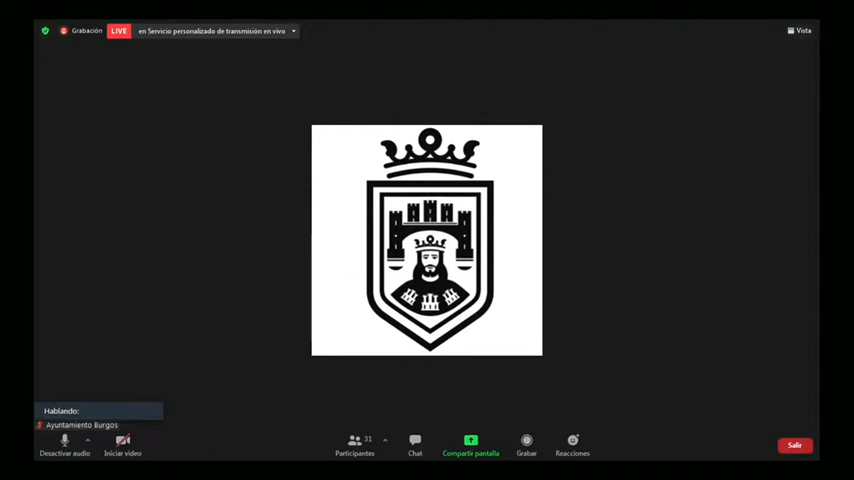 Grabación LIVE en Servicio personalizado de transmisión en vivo Vista
Hablando:
Ayuntamiento Burgos
31
Desactivar audio Iniciar video Participantes Chat Compartir pantalla Grabar Reacciones Salir